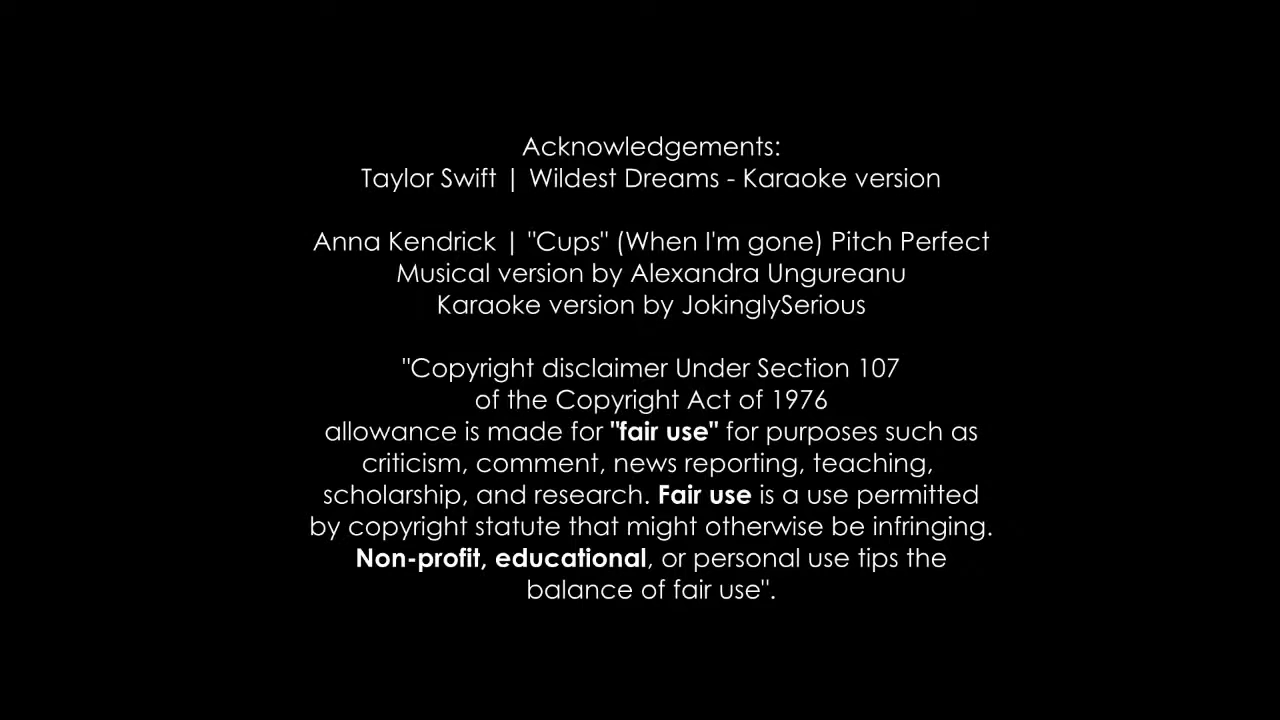 Acknowledgements:
Taylor Swift | Wildest Dreams - Karaoke version
Anna Kendrick | "Cups" (When I'm gone) Pitch Perfect
Musical version by Alexandra Ungureanu
Karaoke version by JokinglySerious
"Copyright disclaimer Under Section 107
of the Copyright Act of 1976
allowance is made for "fair use" for purposes such as
criticism, comment, news reporting, teaching,
scholarship, and research. Fair use is a use permitted
by copyright statute that might otherwise be infringing.
Non-profit, educational, or personal use tips the
balance of fair use".